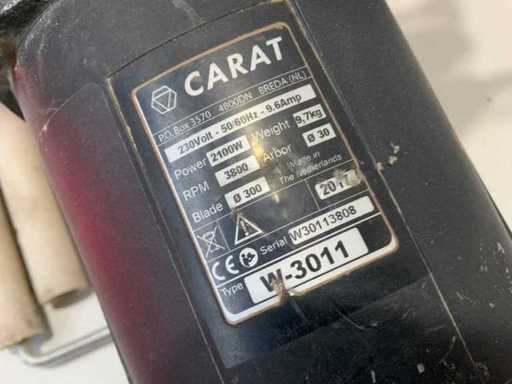 CARAT
P.O. Box 3570 4800DN BREDA (NL)
230Volt - 50/60Hz - 9.6Amp
Power 2100W Weight 9,7kg
RPM 3800 Arbor Ø 30
Blade Ø 300 Made in The Netherlands
CE Serial W30113808
Type W-3011